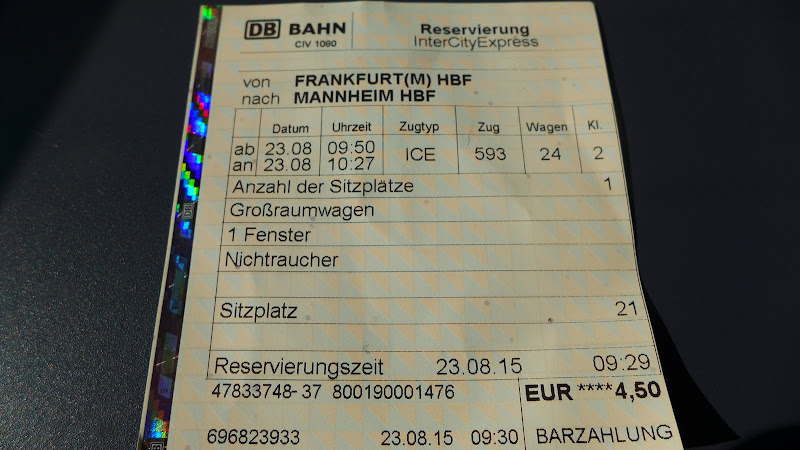 DB BAHN Reservierung
CIV 1080 InterCityExpress
von FRANKFURT(M) HBF
nach MANNHEIM HBF
Datum Uhrzeit Zugtyp Zug Wagen Kl.
ab 23.08 09:50 ICE 593 24 2
an 23.08 10:27
Anzahl der Sitzplätze 1
Großraumwagen
1 Fenster
Nichtraucher
Sitzplatz 21
Reservierungszeit 23.08.15 09:29
47833748-37 800190001476 EUR ****4,50
696823933 23.08.15 09:30 BARZAHLUNG